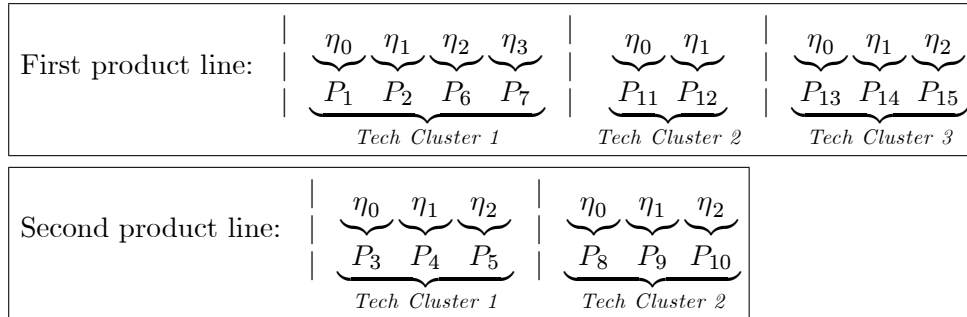 η0 η1 η2 η3 η0 η1 η0 η1 η2
First product line: | P1 P2 P6 P7 | P11 P12 | P13 P14 P15
Tech Cluster 1 Tech Cluster 2 Tech Cluster 3
η0 η1 η2 η0 η1 η2
Second product line: | P3 P4 P5 | P8 P9 P10
Tech Cluster 1 Tech Cluster 2